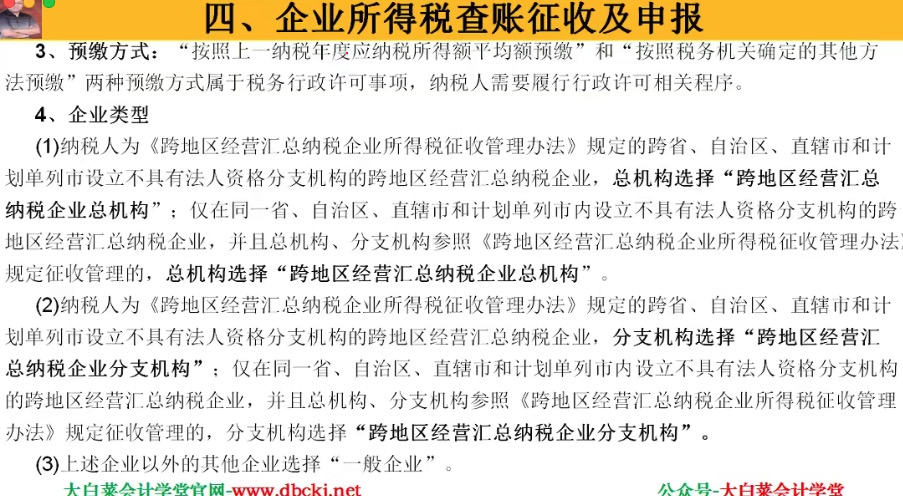 四、企业所得税查账征收及申报
3、预缴方式：“按照上一纳税年度应纳税所得额平均额预缴”和“按照税务机关确定的其他方
法预缴”两种预缴方式属于税务行政许可事项，纳税人需要履行行政许可相关程序。
4、企业类型
(1)纳税人为《跨地区经营汇总纳税企业所得税征收管理办法》规定的跨省、自治区、直辖市和计
划单列市设立不具有法人资格分支机构的跨地区经营汇总纳税企业，总机构选择“跨地区经营汇总
纳税企业总机构”；仅在同一省、自治区、直辖市和计划单列市内设立不具有法人资格分支机构的跨
地区经营汇总纳税企业，并且总机构、分支机构参照《跨地区经营汇总纳税企业所得税征收管理办法》
规定征收管理的，总机构选择“跨地区经营汇总纳税企业总机构”。
(2)纳税人为《跨地区经营汇总纳税企业所得税征收管理办法》规定的跨省、自治区、直辖市和计
划单列市设立不具有法人资格分支机构的跨地区经营汇总纳税企业，分支机构选择“跨地区经营汇
总纳税企业分支机构”；仅在同一省、自治区、直辖市和计划单列市内设立不具有法人资格分支机构
的跨地区经营汇总纳税企业，并且总机构、分支机构参照《跨地区经营汇总纳税企业所得税征收管理
办法》规定征收管理的，分支机构选择“跨地区经营汇总纳税企业分支机构”。
(3)上述企业以外的其他企业选择“一般企业”。
大白菜会计学堂官网-www.dbckj.net 公众号-大白菜会计学堂